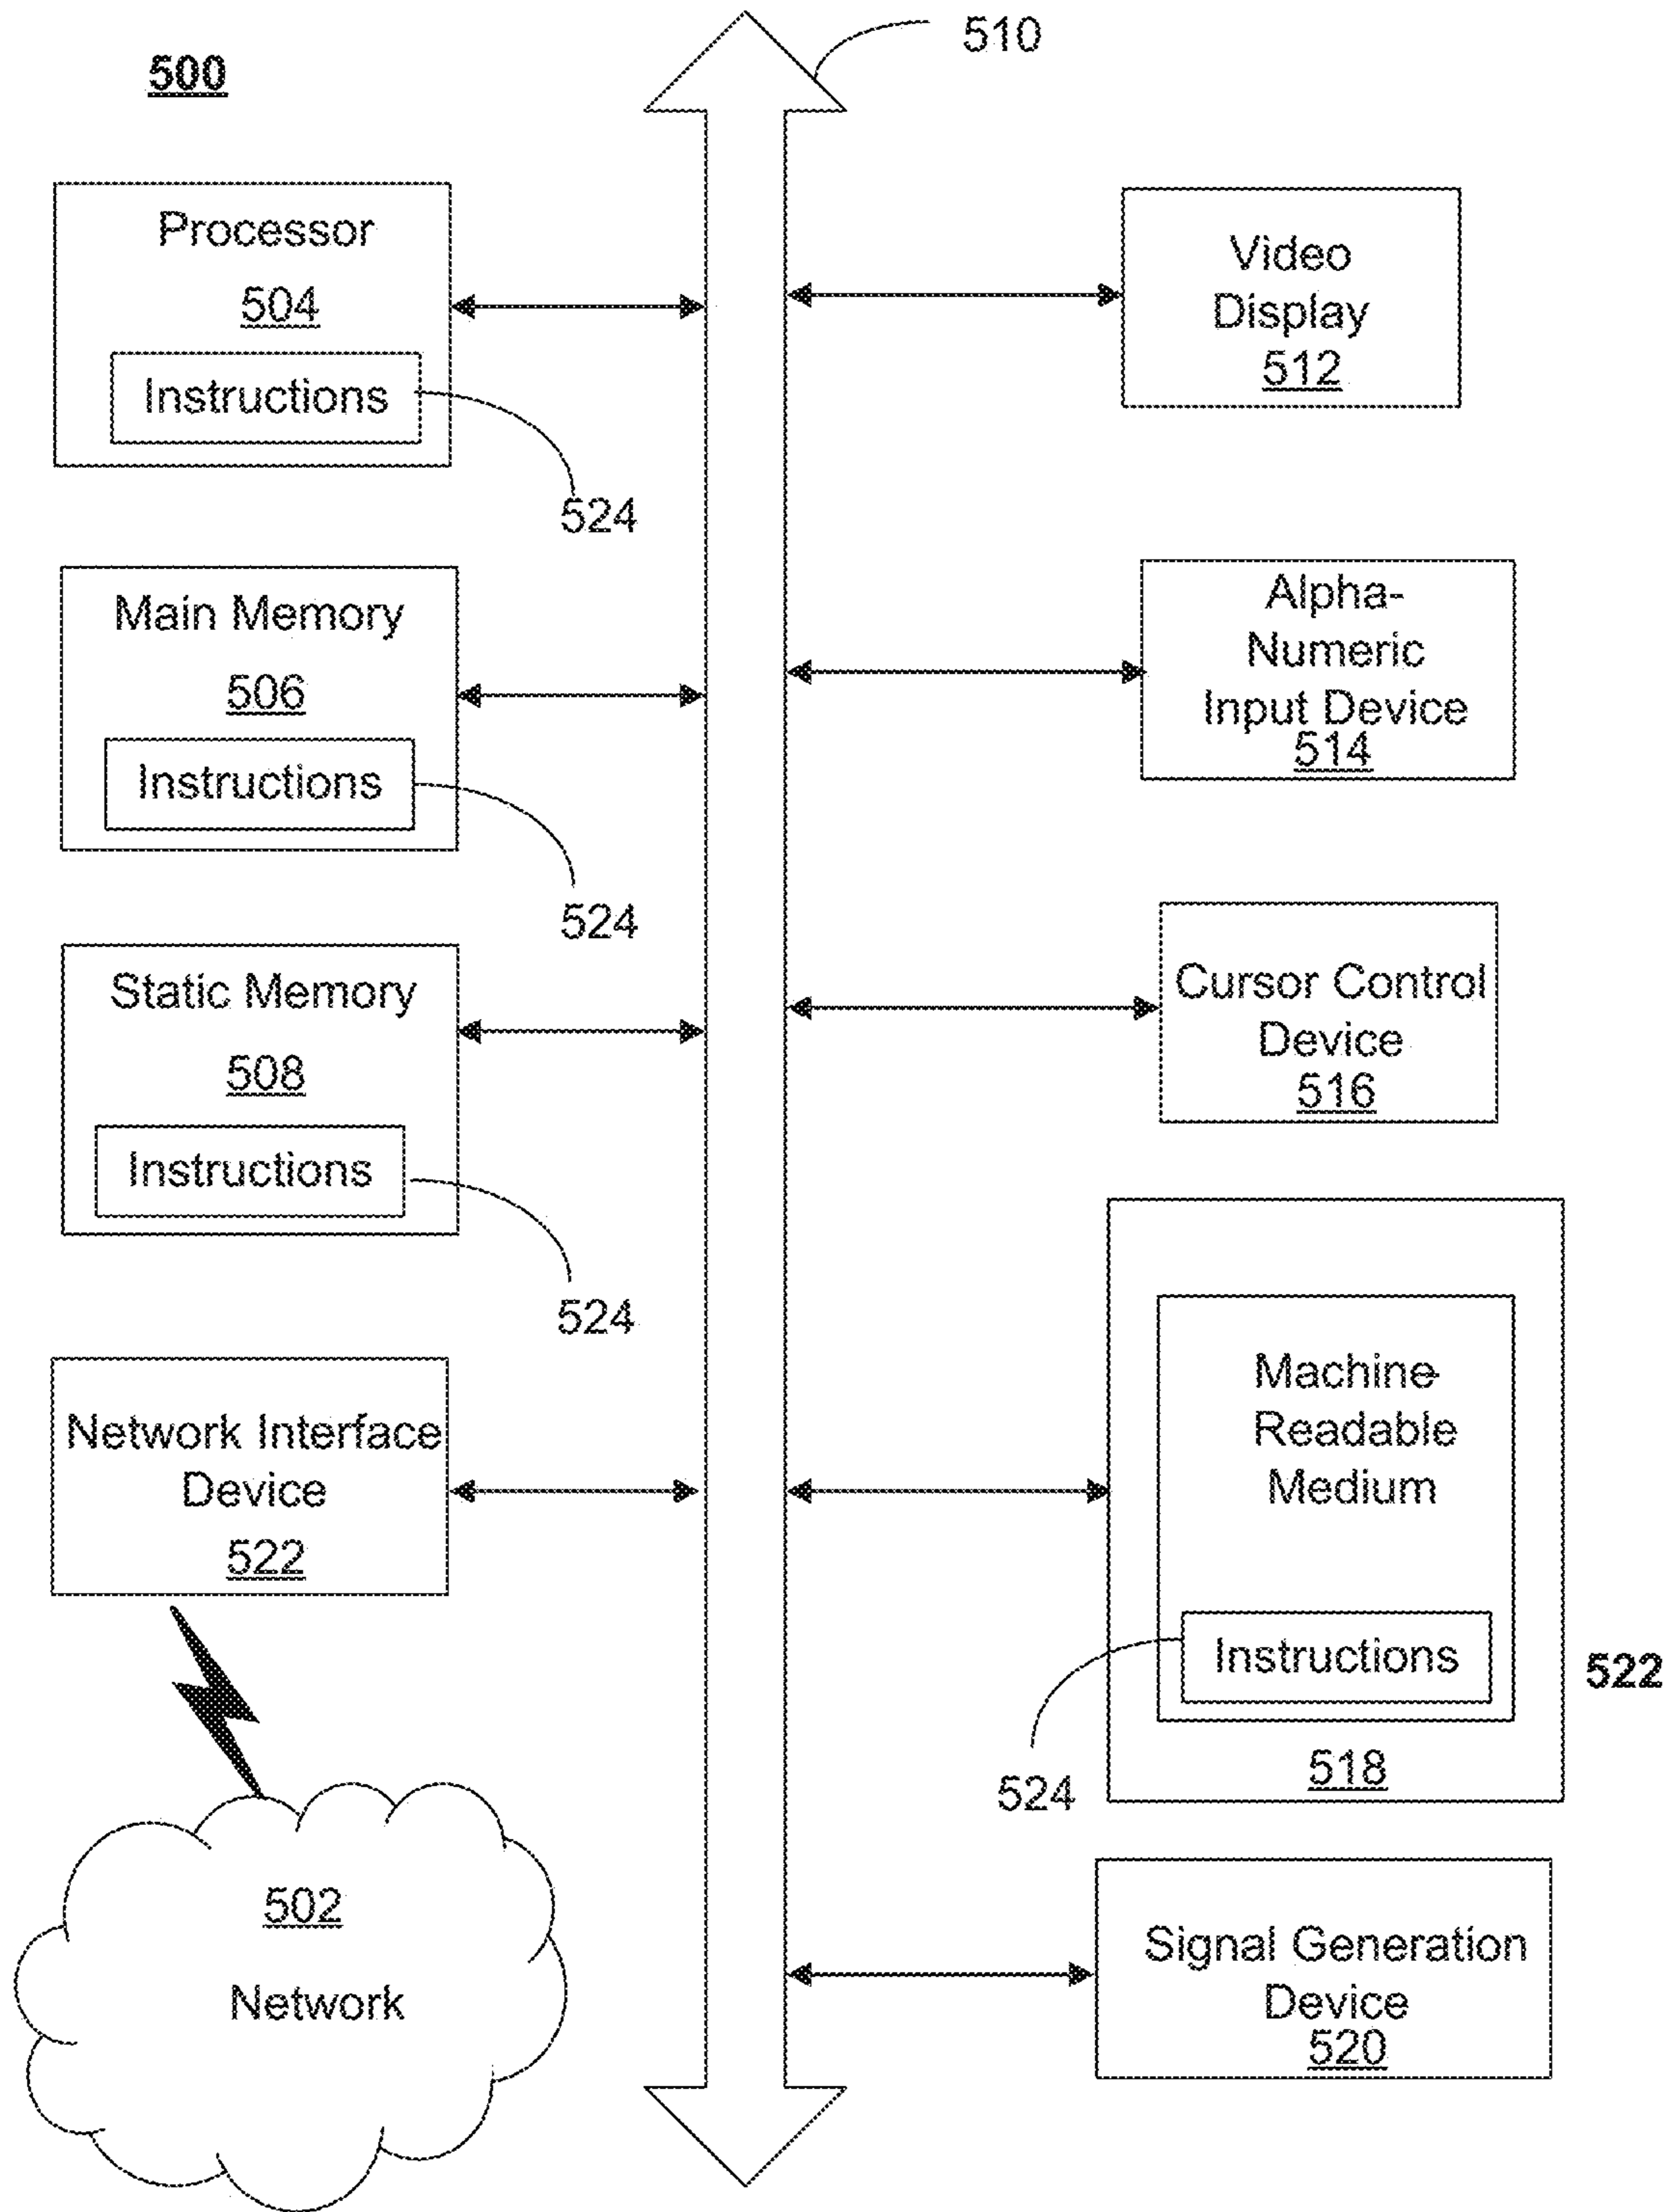 500
510
Processor
504
Instructions
524
Main Memory
506
Instructions
524
Static Memory
508
Instructions
524
Network Interface
Device
522
502
Network
Video
Display
512
Alpha-
Numeric
Input Device
514
Cursor Control
Device
516
Machine-
Readable
Medium
Instructions
524
518
522
Signal Generation
Device
520